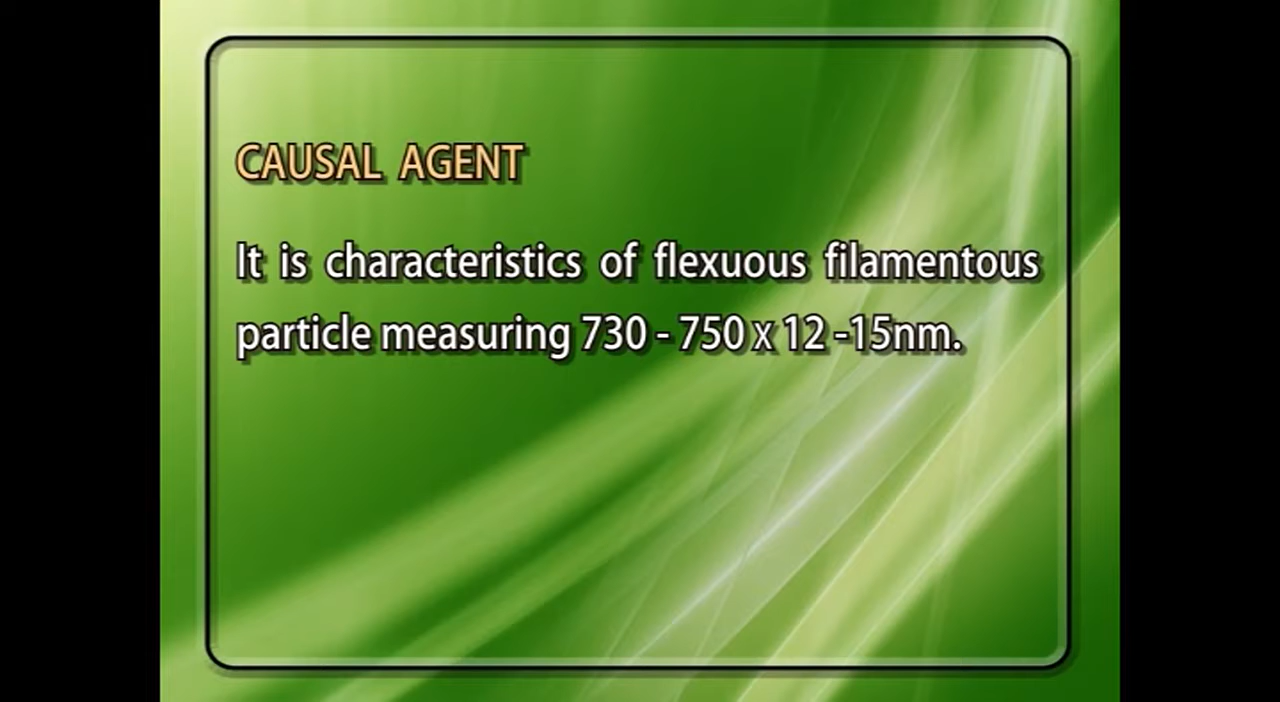 CAUSAL AGENT
It is characteristics of flexuous filamentous
particle measuring 730 - 750 x 12 -15nm.